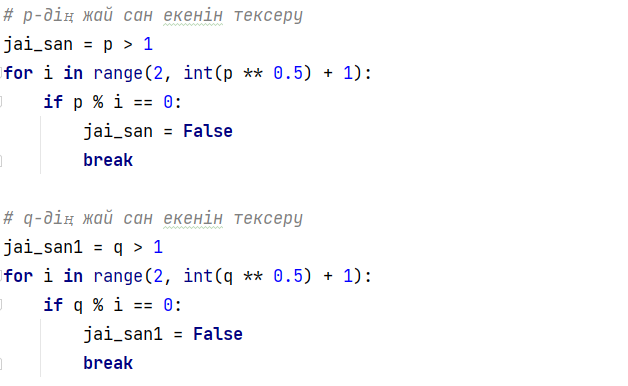 # p-дің жай сан екенін тексеру
jai_san = p > 1
for i in range(2, int(p ** 0.5) + 1):
    if p % i == 0:
        jai_san = False
        break

# q-дің жай сан екенін тексеру
jai_san1 = q > 1
for i in range(2, int(q ** 0.5) + 1):
    if q % i == 0:
        jai_san1 = False
        break